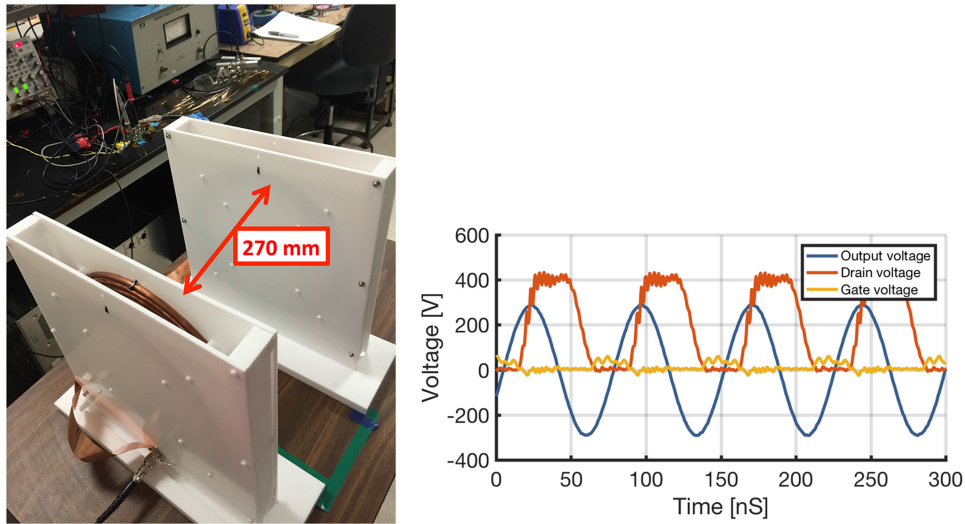 270 mm
600
400
200
0
-200
-400
0
50
100
150
200
250
300
Voltage [V]
Time [nS]
Output voltage
Drain voltage
Gate voltage